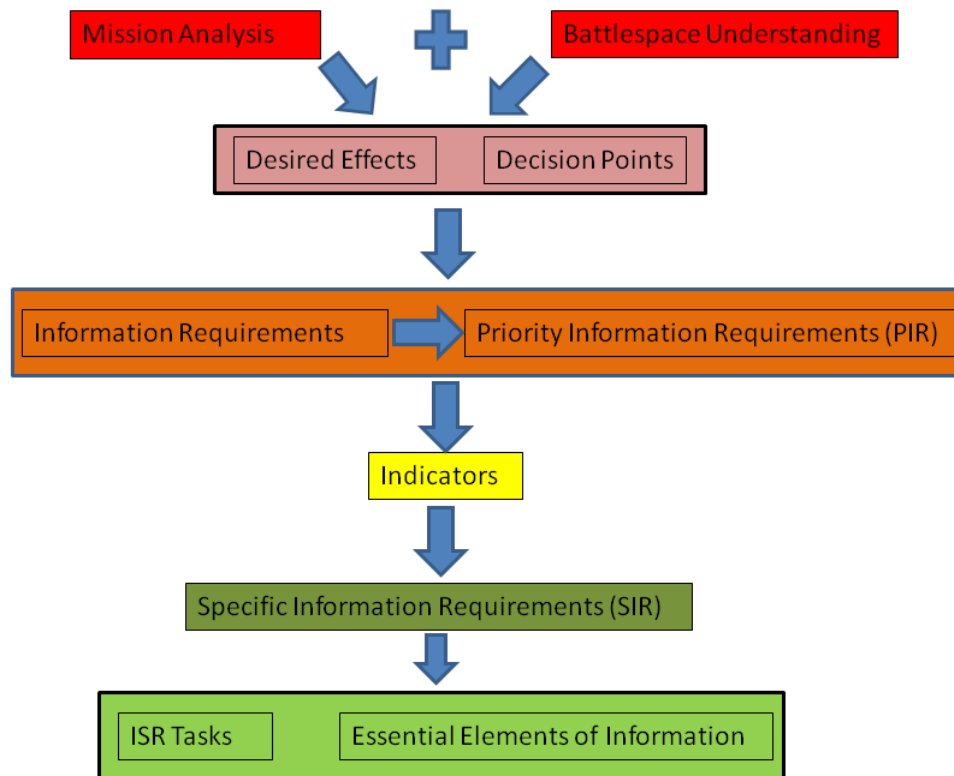 Mission Analysis
Battlespace Understanding
Desired Effects
Decision Points
Information Requirements
Priority Information Requirements (PIR)
Indicators
Specific Information Requirements (SIR)
ISR Tasks
Essential Elements of Information